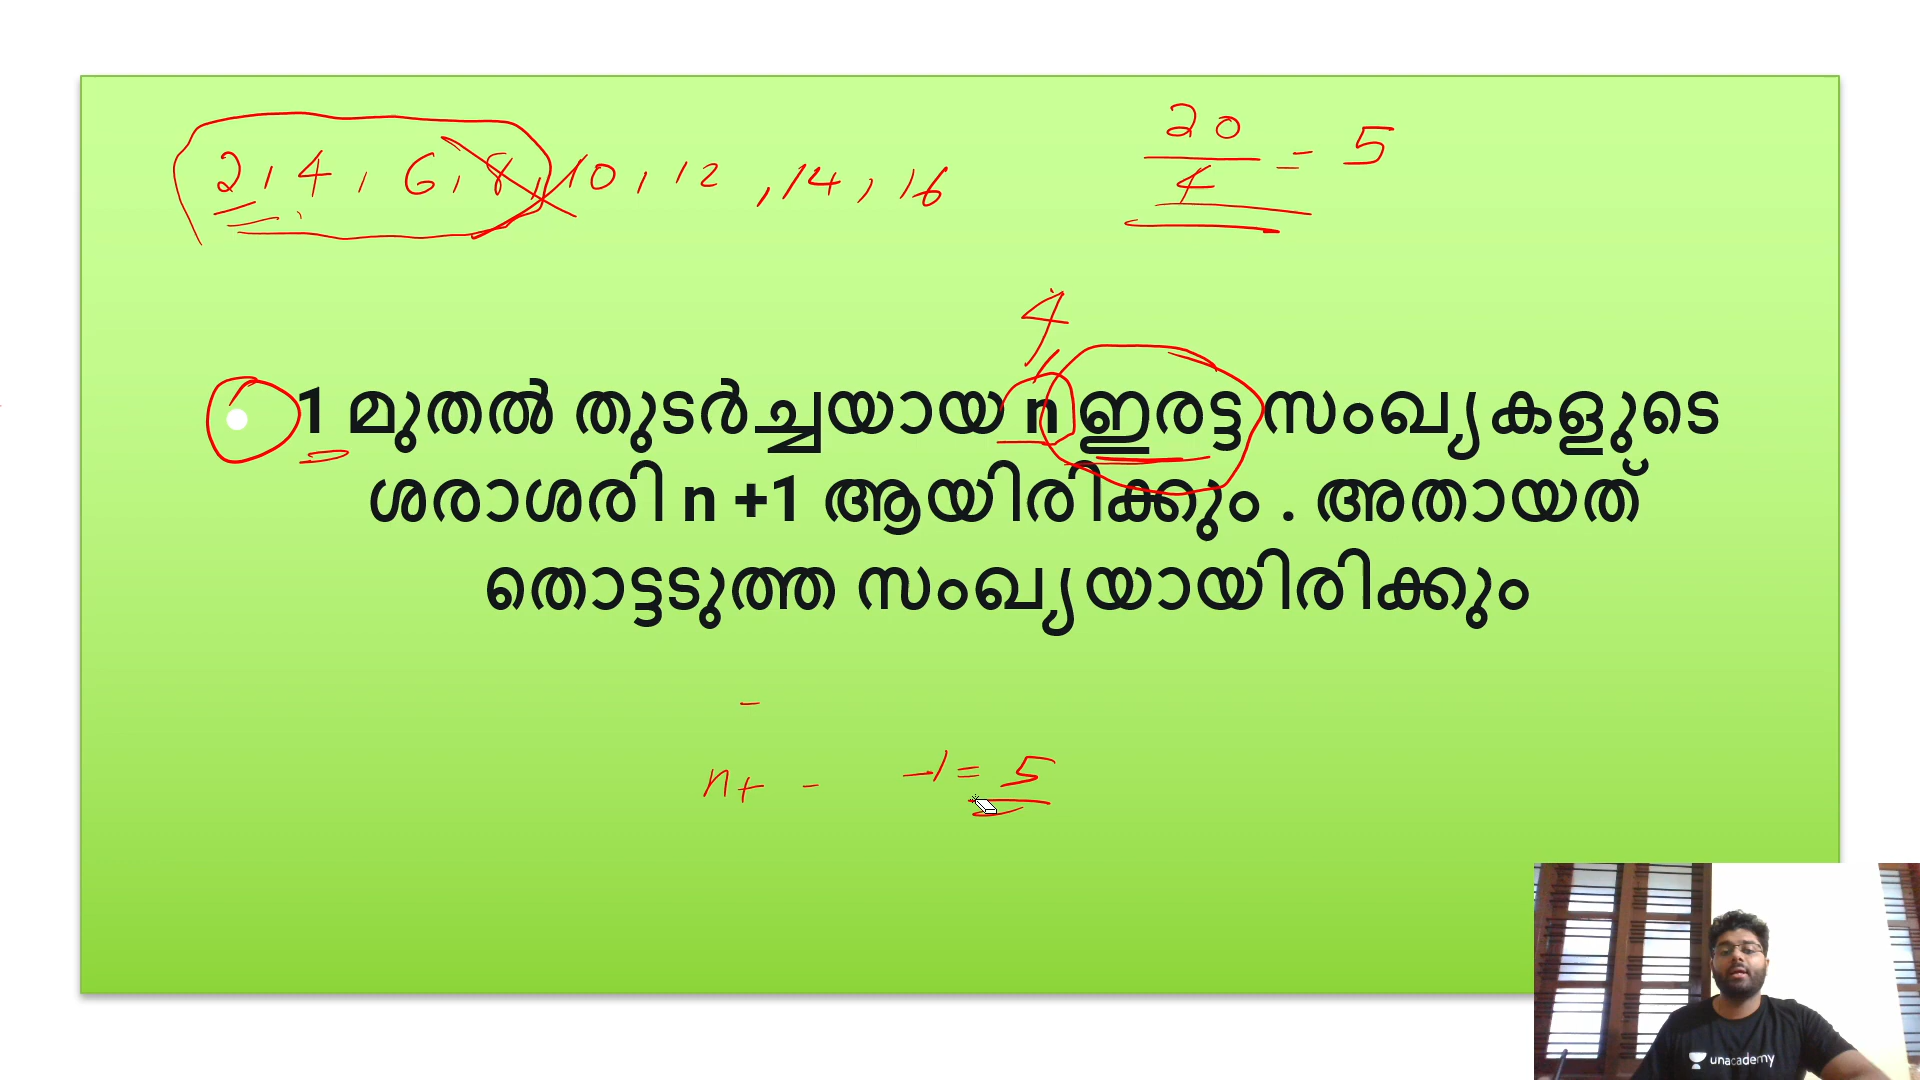 2, 4, 6, 8, 10, 12, 14, 16
20
4
= 5
4
1 മുതൽ തുടർച്ചയായ n ഇരട്ട സംഖ്യകളുടെ
ശരാശരി n +1 ആയിരിക്കും . അതായത്
തൊട്ടടുത്ത സംഖ്യയായിരിക്കും
n+ = 5
unacademy